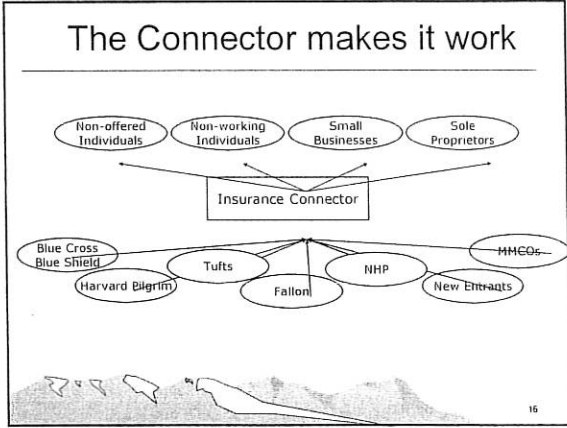 The Connector makes it work
Non-offered
Individuals
Non-working
Individuals
Small
Businesses
Sole
Proprietors
Insurance Connector
Blue Cross
Blue Shield
Harvard Pilgrim
Tufts
Fallon
NHP
New Entrants
MMCOs
16